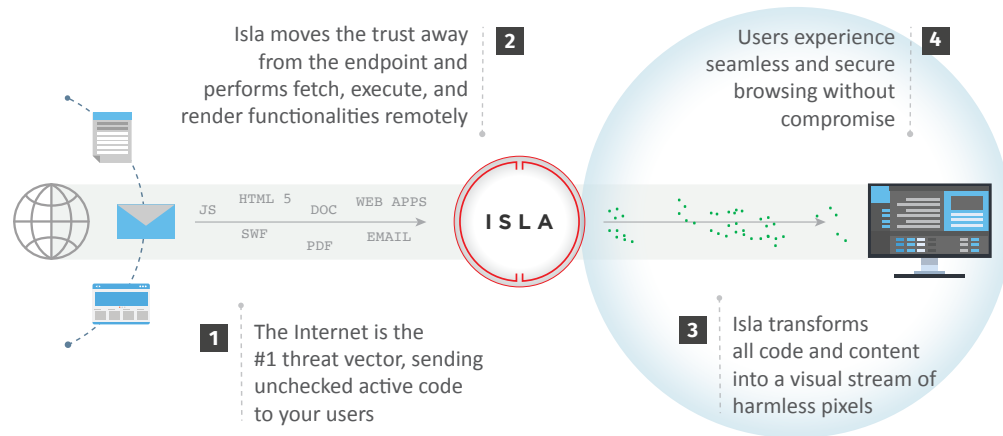 Isla moves the trust away
from the endpoint and
performs fetch, execute, and
render functionalities remotely
2
Users experience
seamless and secure
browsing without
compromise
4
JS
HTML 5
SWF
DOC
PDF
WEB APPS
EMAIL
ISLA
1
The Internet is the
#1 threat vector, sending
unchecked active code
to your users
3
Isla transforms
all code and content
into a visual stream of
harmless pixels